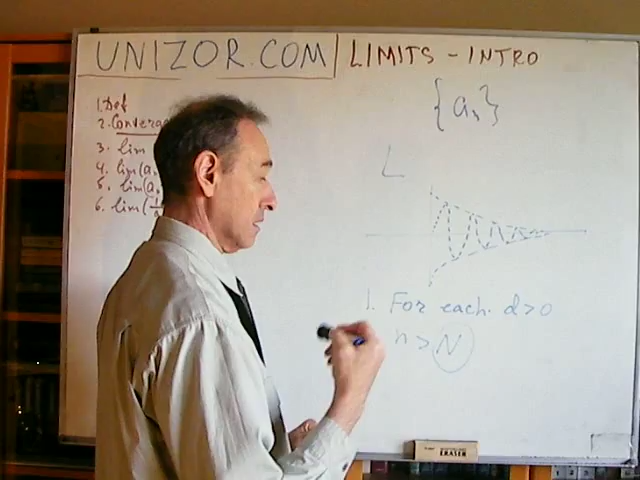 UNIZOR.COM LIMITS - INTRO
{aₙ}
1. Def
2. Converg
3. lim
4. lim(a
5. lim(a
6. lim(
L
1. For each d>0
n > N
ERASER